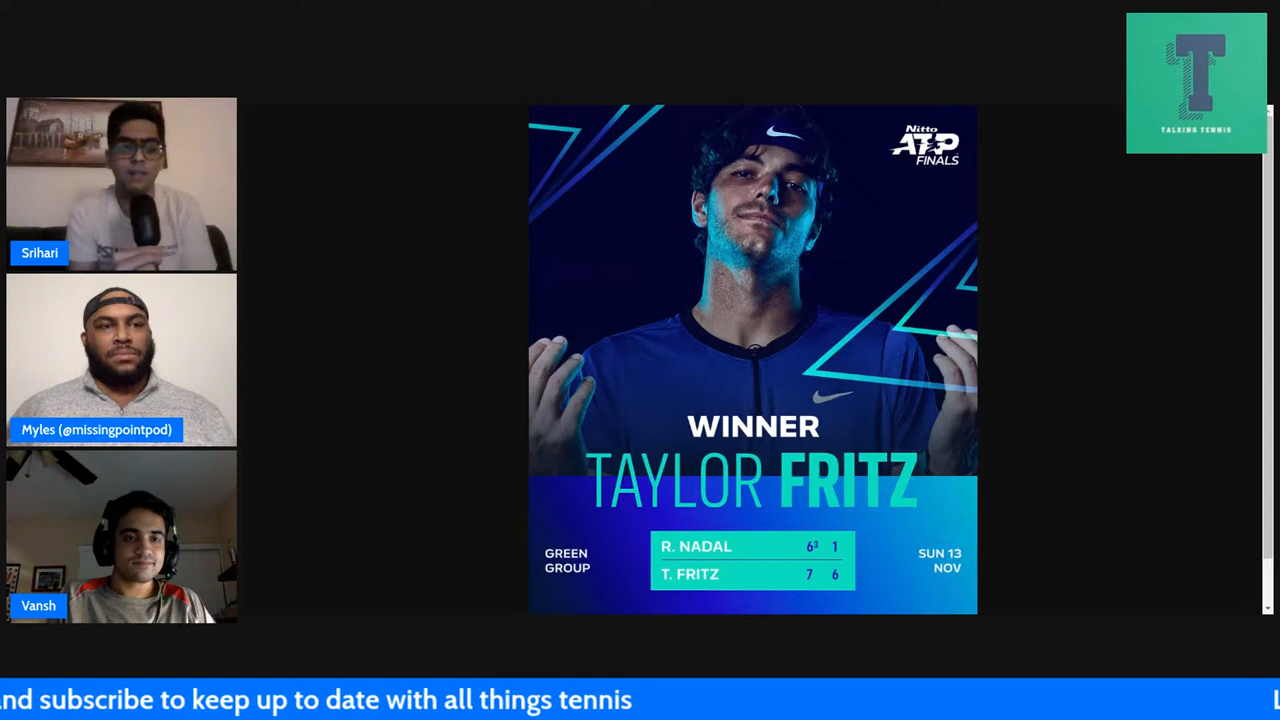 T
TALKING TENNIS
Srihari
Myles (@missingpointpod)
Vansh
Nitto
ATP
FINALS
WINNER
TAYLOR FRITZ
GREEN
GROUP
R. NADAL 6³ 1
T. FRITZ 7 6
SUN 13
NOV
and subscribe to keep up to date with all things tennis